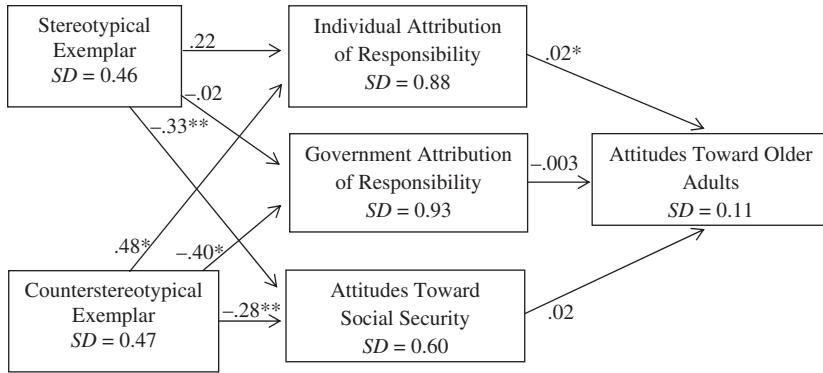 Stereotypical
Exemplar
SD = 0.46
.22
–.02
–.33**
Individual Attribution
of Responsibility
SD = 0.88
.02*
Government Attribution
of Responsibility
SD = 0.93
–.003
Attitudes Toward Older
Adults
SD = 0.11
.48*
–.40*
Counterstereotypical
Exemplar
SD = 0.47
–.28**
Attitudes Toward
Social Security
SD = 0.60
.02